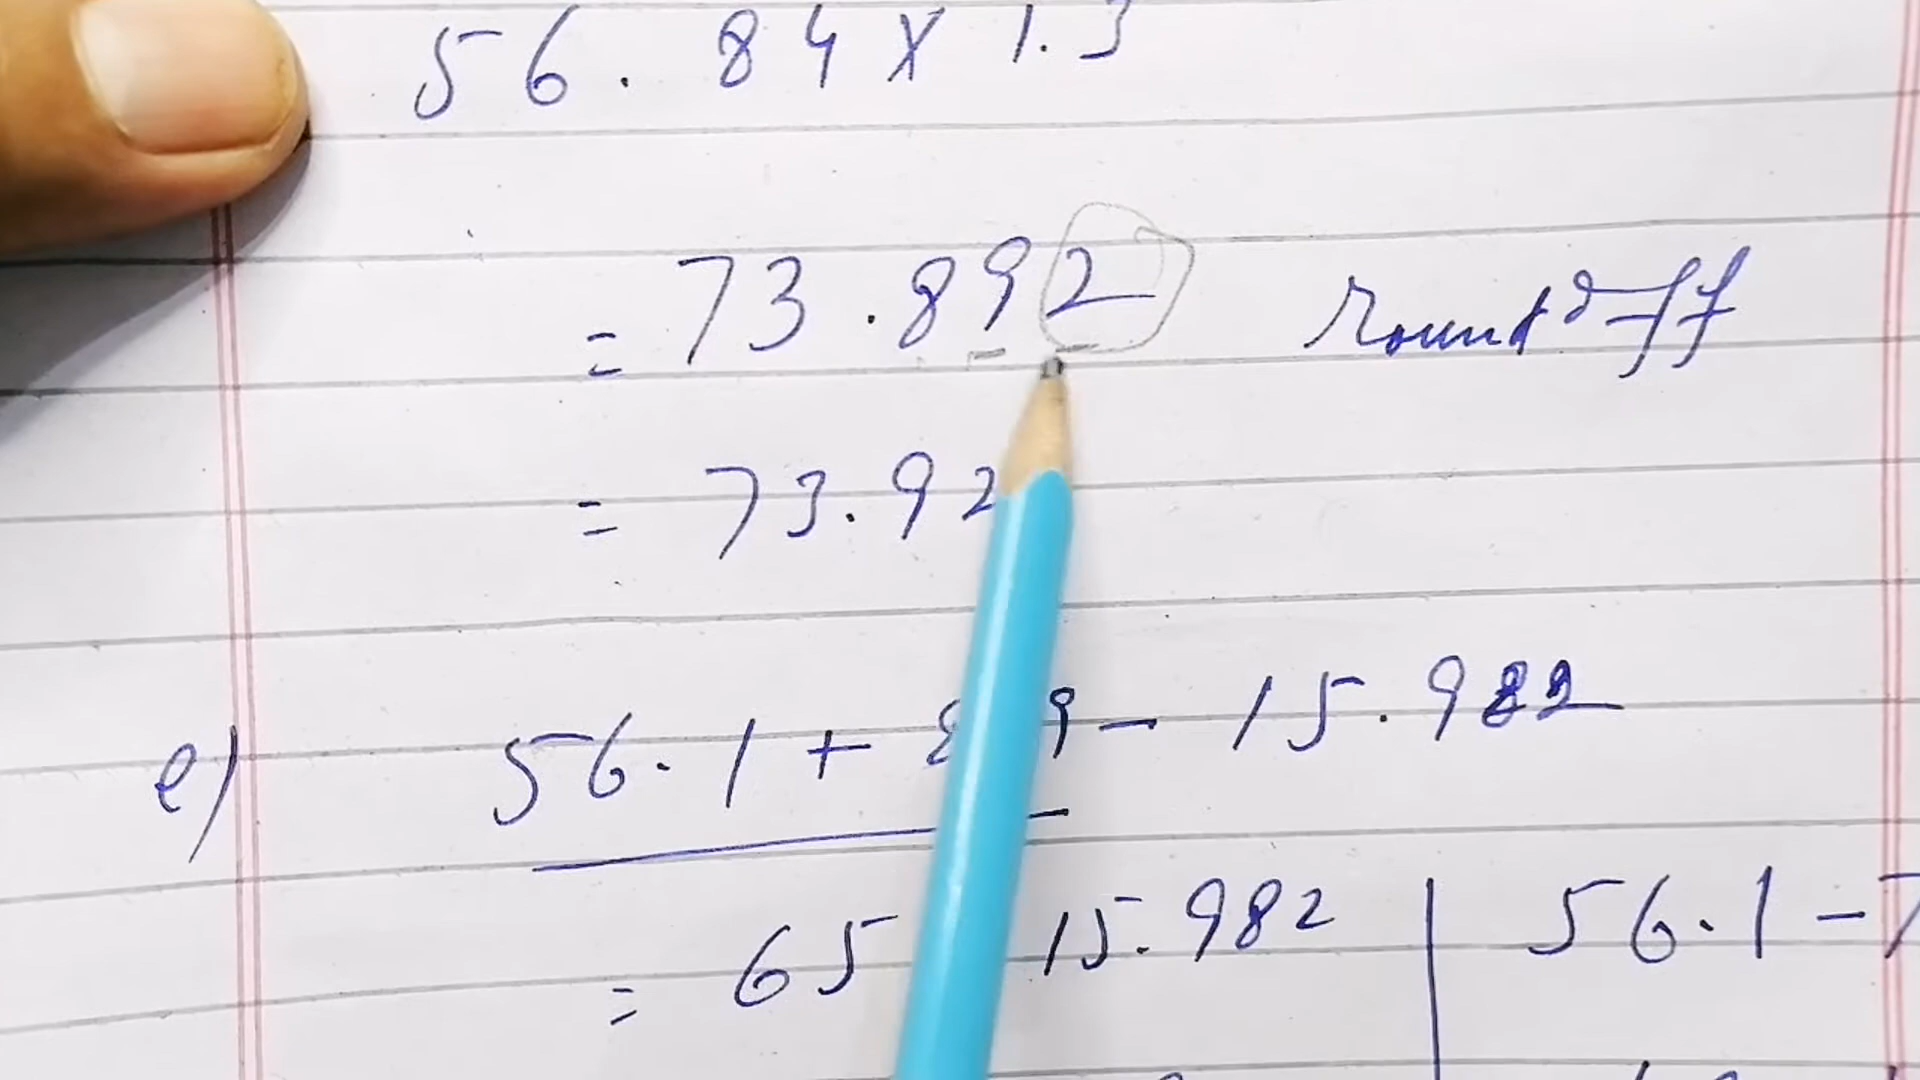 56.84 x 1.3
= 73.892 round off
= 73.92
e) 56.1 + 8.9 - 15.982
= 65 15.982 | 56.1 -